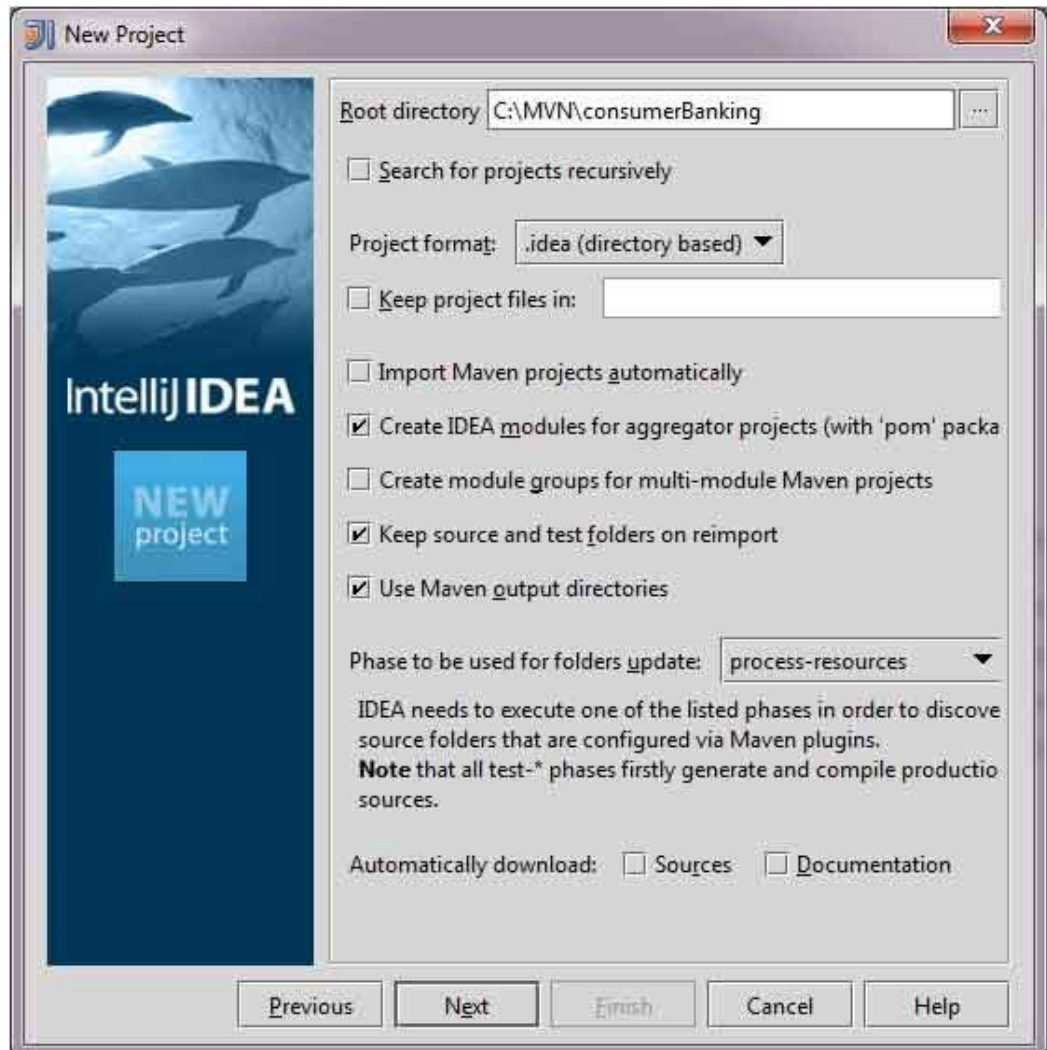 New Project
Root directory C:\MVN\consumerBanking ...
Search for projects recursively
Project format: .idea (directory based)
Keep project files in:
Import Maven projects automatically
IntelliJ IDEA
Create IDEA modules for aggregator projects (with 'pom' packa
Create module groups for multi-module Maven projects
NEW
project
Keep source and test folders on reimport
Use Maven output directories
Phase to be used for folders update: process-resources
IDEA needs to execute one of the listed phases in order to discove
source folders that are configured via Maven plugins.
Note that all test-* phases firstly generate and compile productio
sources.
Automatically download: Sources Documentation
Previous Next Finish Cancel Help